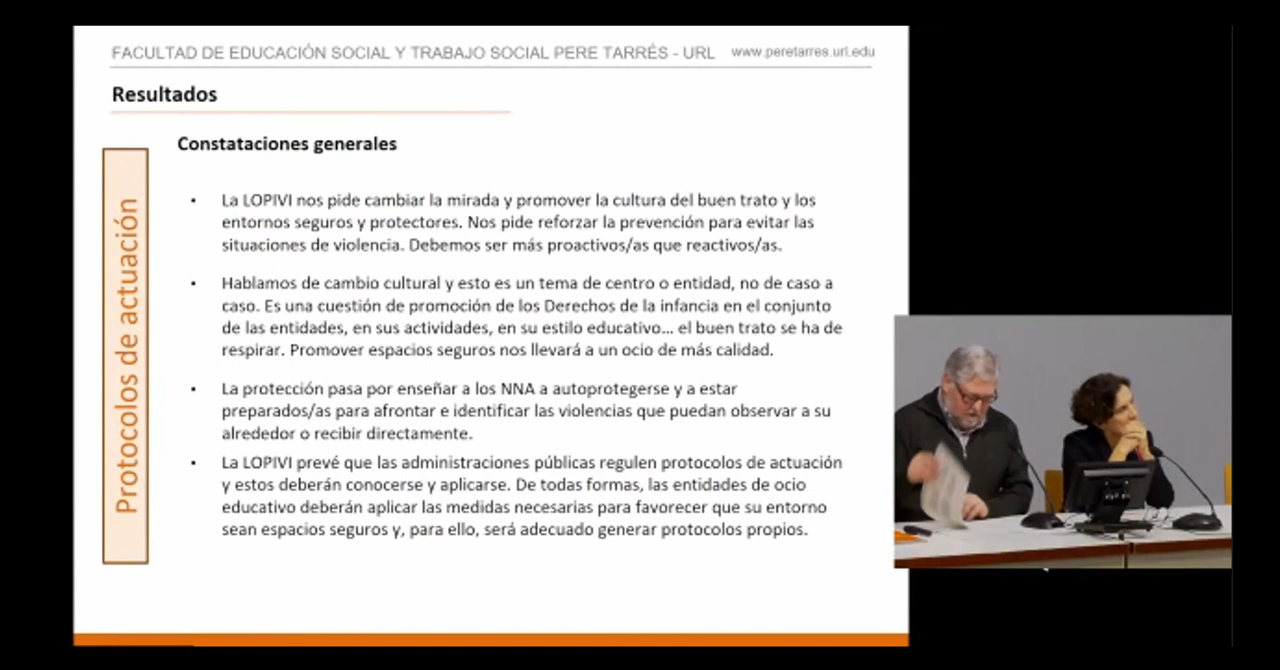 FACULTAD DE EDUCACIÓN SOCIAL Y TRABAJO SOCIAL PERE TARRÉS - URL www.peretarres.url.edu
Resultados
Constataciones generales
Protocolos de actuación
• La LOPIVI nos pide cambiar la mirada y promover la cultura del buen trato y los
entornos seguros y protectores. Nos pide reforzar la prevención para evitar las
situaciones de violencia. Debemos ser más proactivos/as que reactivos/as.
• Hablamos de cambio cultural y esto es un tema de centro o entidad, no de caso a
caso. Es una cuestión de promoción de los Derechos de la infancia en el conjunto
de las entidades, en sus actividades, en su estilo educativo... el buen trato se ha de
respirar. Promover espacios seguros nos llevará a un ocio de más calidad.
• La protección pasa por enseñar a los NNA a autoprotegerse y a estar
preparados/as para afrontar e identificar las violencias que puedan observar a su
alrededor o recibir directamente.
• La LOPIVI prevé que las administraciones públicas regulen protocolos de actuación
y estos deberán conocerse y aplicarse. De todas formas, las entidades de ocio
educativo deberán aplicar las medidas necesarias para favorecer que su entorno
sean espacios seguros y, para ello, será adecuado generar protocolos propios.